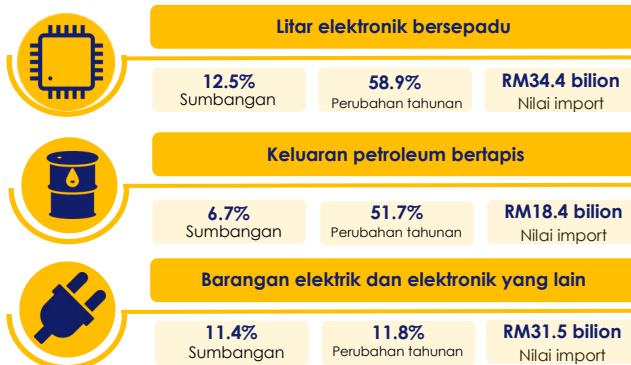 Litar elektronik bersepadu
12.5% 58.9% RM34.4 bilion
Sumbangan Perubahan tahunan Nilai import
Keluaran petroleum bertapis
6.7% 51.7% RM18.4 bilion
Sumbangan Perubahan tahunan Nilai import
Barangan elektrik dan elektronik yang lain
11.4% 11.8% RM31.5 bilion
Sumbangan Perubahan tahunan Nilai import